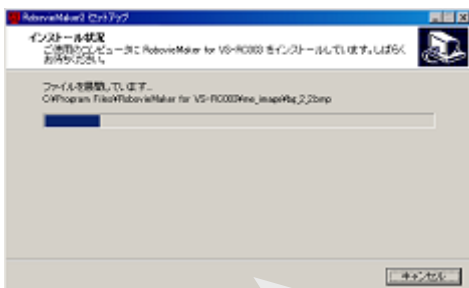 RobovieMaker2 セットアップ
インストール状況
ご使用のコンピュータに RobovieMaker for VS-RC003 をインストールしています。しばらく
お待ちください。
ファイルを展開しています...
C:¥Program Files¥RobovieMaker for VS-RC003¥me_image¥bg_2_2.bmp
キャンセル